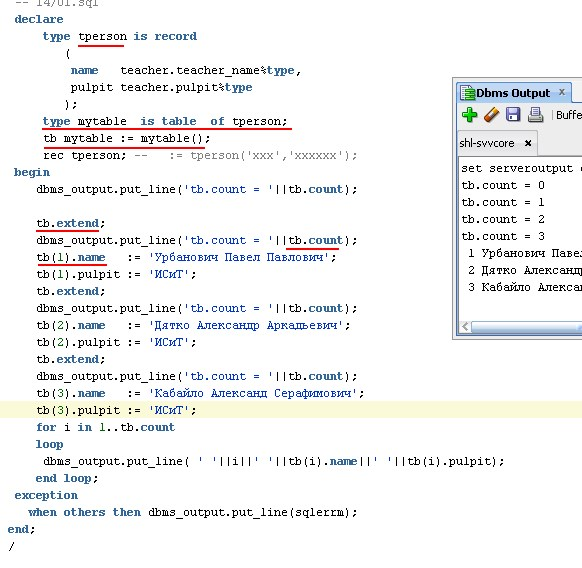 -- 14/01.sql
declare
type tperson is record
(
name teacher.teacher_name%type,
pulpit teacher.pulpit%type
);
type mytable is table of tperson;
tb mytable := mytable();
rec tperson; -- := tperson('xxx','xxxxxx');
begin
dbms_output.put_line('tb.count = '||tb.count);
tb.extend;
dbms_output.put_line('tb.count = '||tb.count);
tb(1).name := 'Урбанович Павел Павлович';
tb(1).pulpit := 'ИСиТ';
tb.extend;
dbms_output.put_line('tb.count = '||tb.count);
tb(2).name := 'Дятко Александр Аркадьевич';
tb(2).pulpit := 'ИСиТ';
tb.extend;
dbms_output.put_line('tb.count = '||tb.count);
tb(3).name := 'Кабайло Александ Серафимович';
tb(3).pulpit := 'ИСиТ';
for i in 1..tb.count
loop
dbms_output.put_line( ' '||i||' '||tb(i).name||' '||tb(i).pulpit);
end loop;
exception
when others then dbms_output.put_line(sqlerrm);
end;
/
Dbms Output x
Buffe
shl-svvcore x
set serveroutput
tb.count = 0
tb.count = 1
tb.count = 2
tb.count = 3
1 Урбанович Паве
2 Дятко Александ
3 Кабайло Алекса